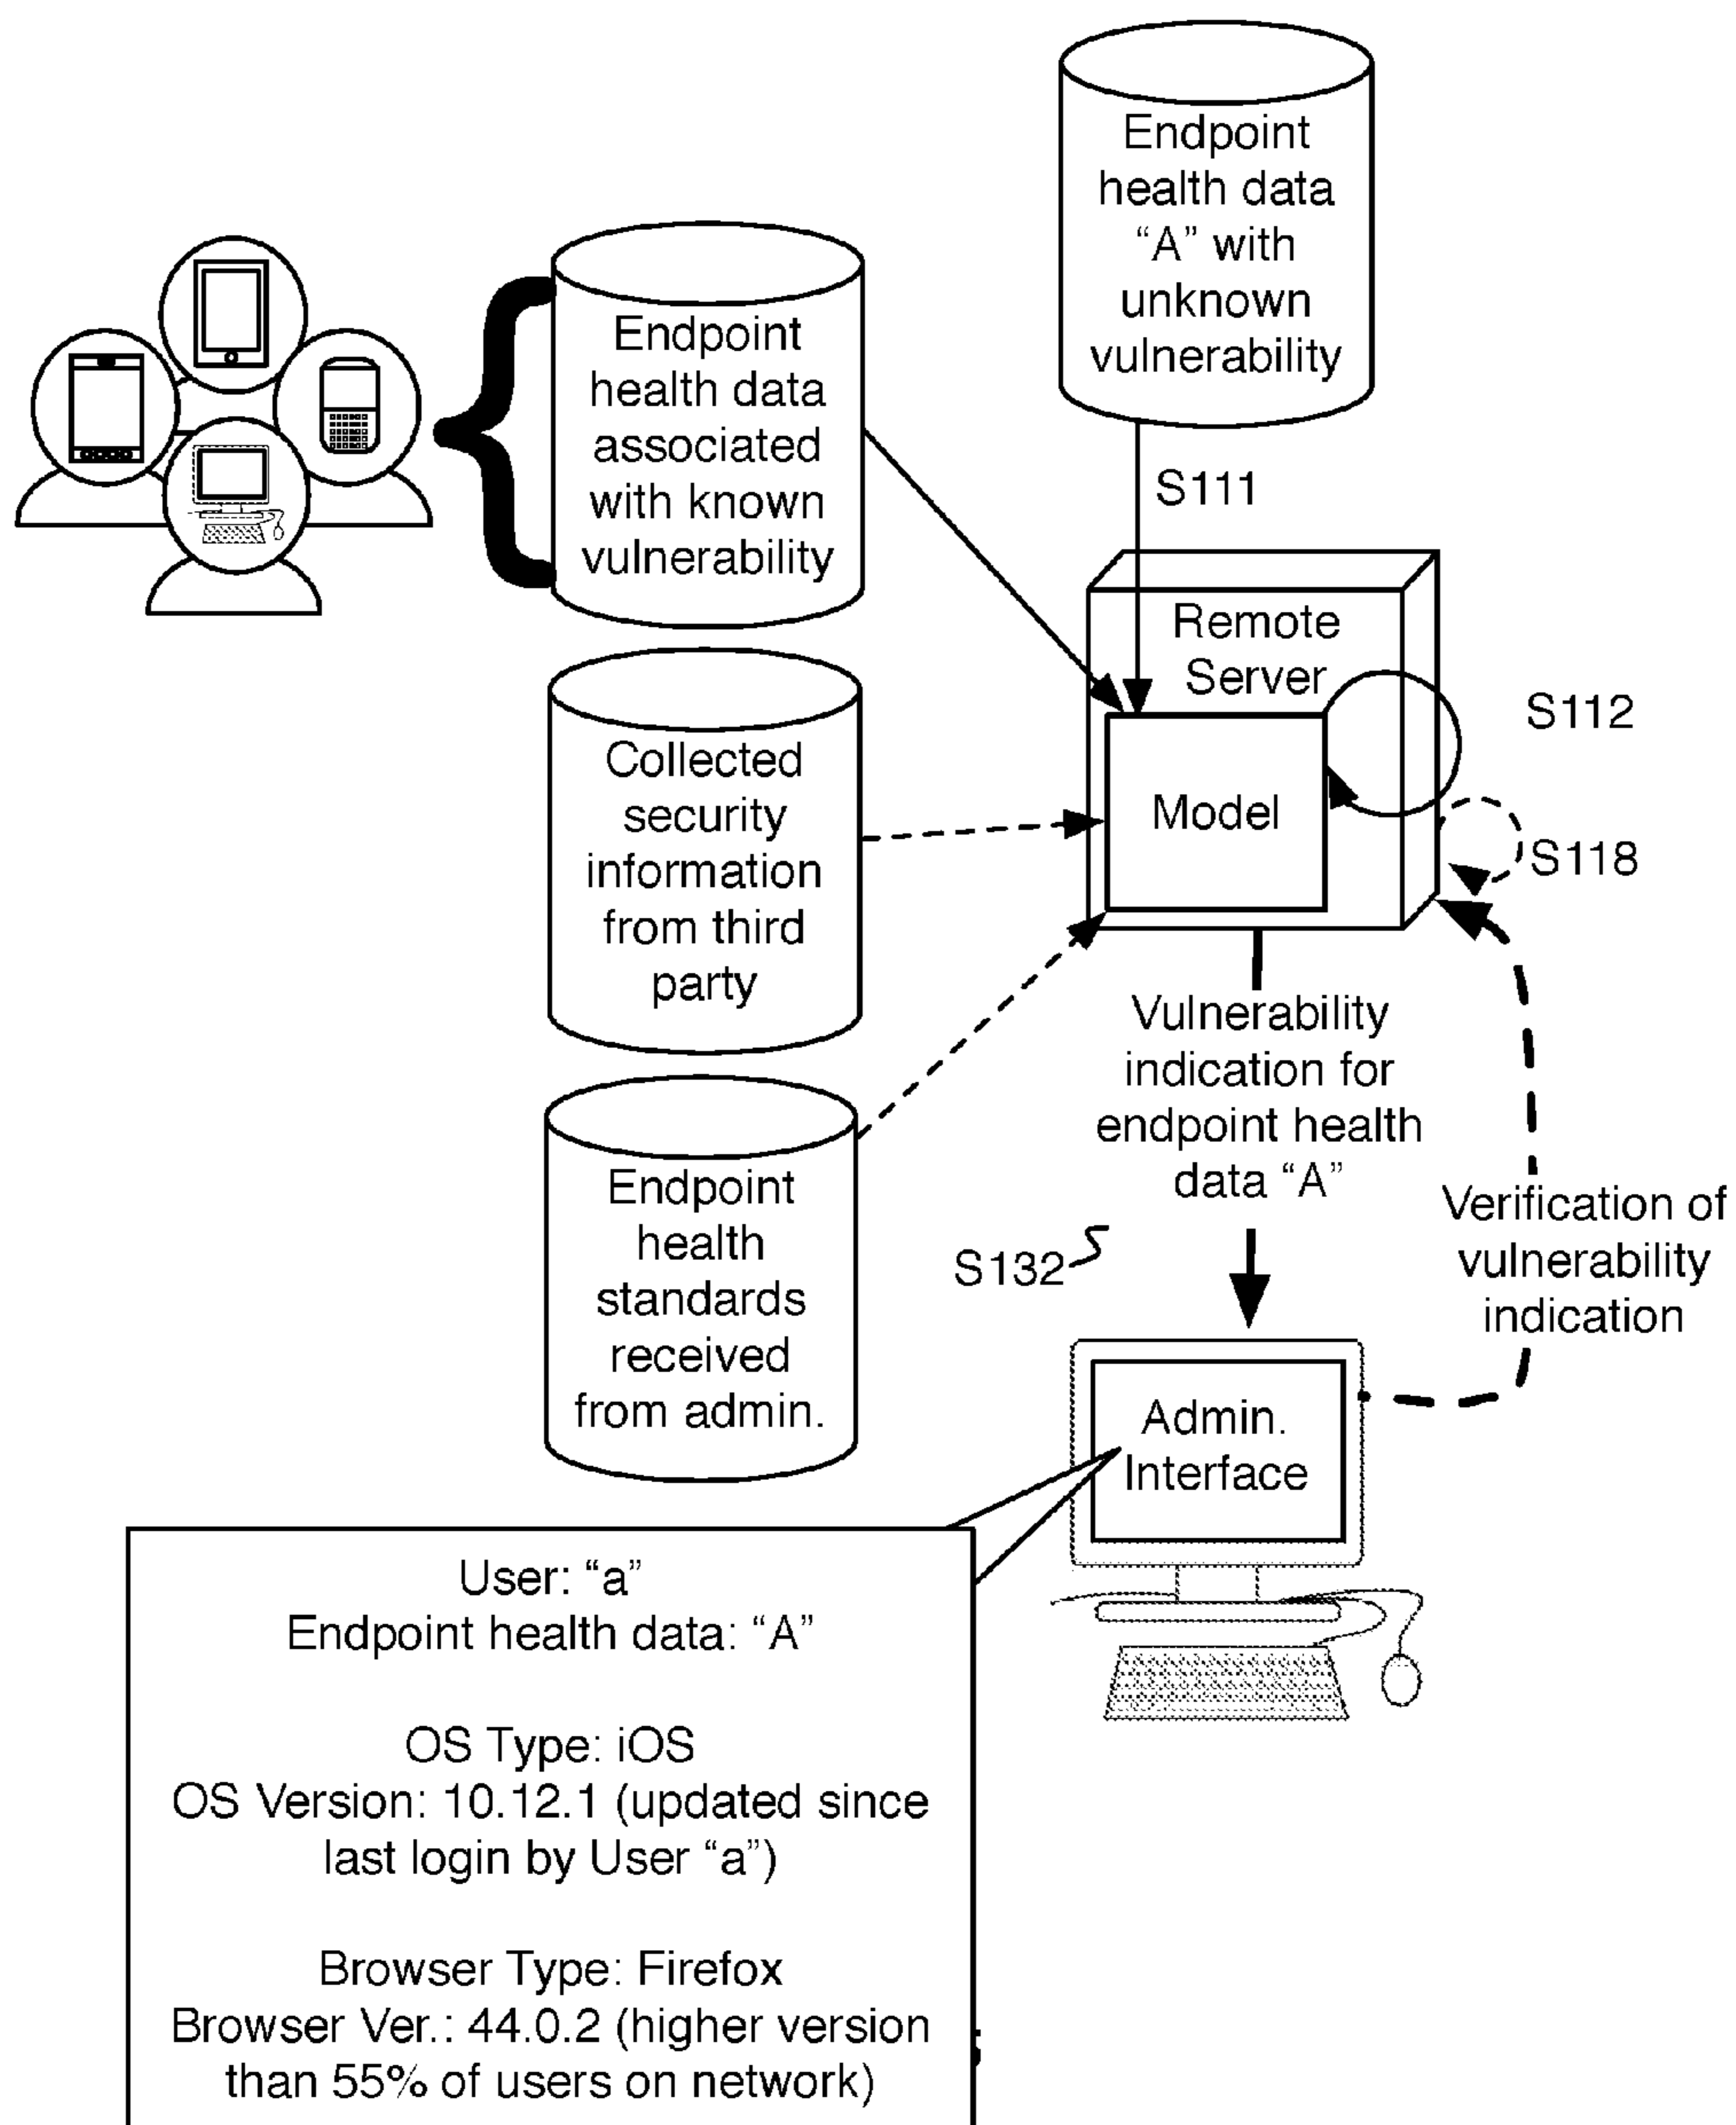 Endpoint
health data
“A” with
unknown
vulnerability
Endpoint
health data
associated
with known
vulnerability
S111
Remote
Server
S112
Model
S118
Collected
security
information
from third
party
Vulnerability
indication for
endpoint health
data “A”
Endpoint
health
standards
received
from admin.
S132
Verification of
vulnerability
indication
Admin.
Interface
User: “a”
Endpoint health data: “A”
OS Type: iOS
OS Version: 10.12.1 (updated since
last login by User “a”)
Browser Type: Firefox
Browser Ver.: 44.0.2 (higher version
than 55% of users on network)